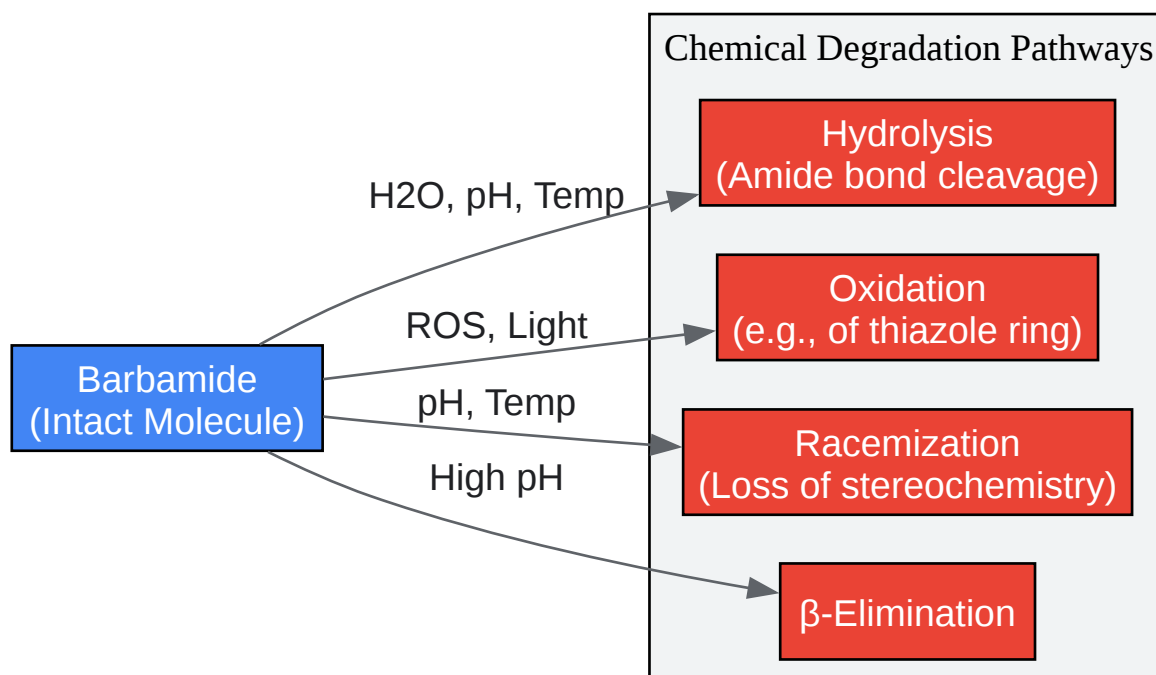 Chemical Degradation Pathways
Hydrolysis
(Amide bond cleavage)
H2O, pH, Temp
Oxidation
(e.g., of thiazole ring)
ROS, Light
Barbamide
(Intact Molecule)
pH, Temp
Racemization
(Loss of stereochemistry)
High pH
β-Elimination